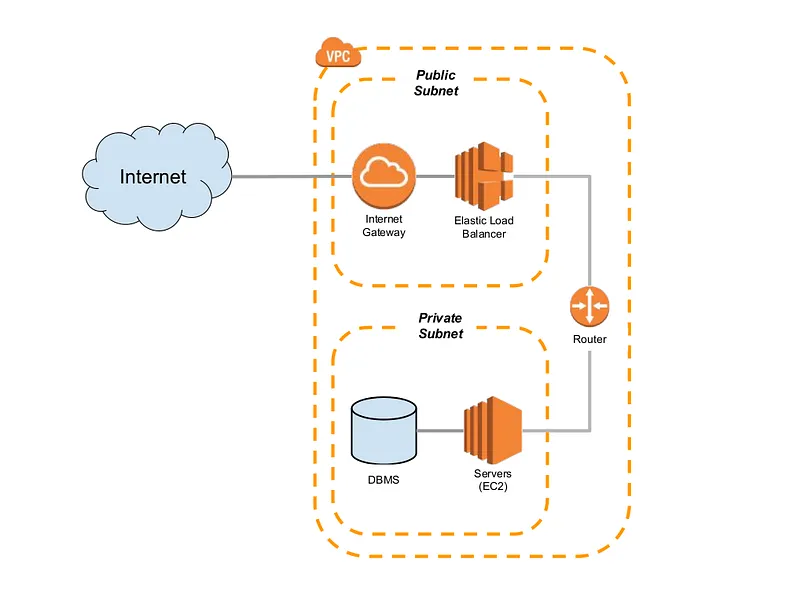 VPC
Public
Subnet
Internet
Internet
Gateway
Elastic Load
Balancer
Router
Private
Subnet
DBMS
Servers
(EC2)